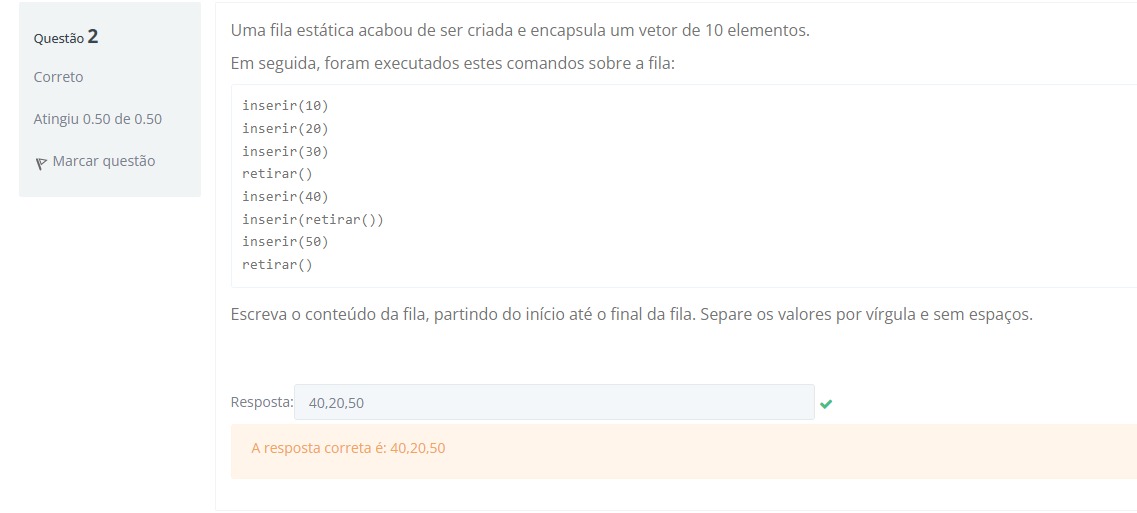 Questão 2
Correto
Atingiu 0.50 de 0.50
Marcar questão
Uma fila estática acabou de ser criada e encapsula um vetor de 10 elementos.
Em seguida, foram executados estes comandos sobre a fila:
inserir(10)
inserir(20)
inserir(30)
retirar()
inserir(40)
inserir(retirar())
inserir(50)
retirar()
Escreva o conteúdo da fila, partindo do início até o final da fila. Separe os valores por vírgula e sem espaços.
Resposta: 40,20,50
A resposta correta é: 40,20,50